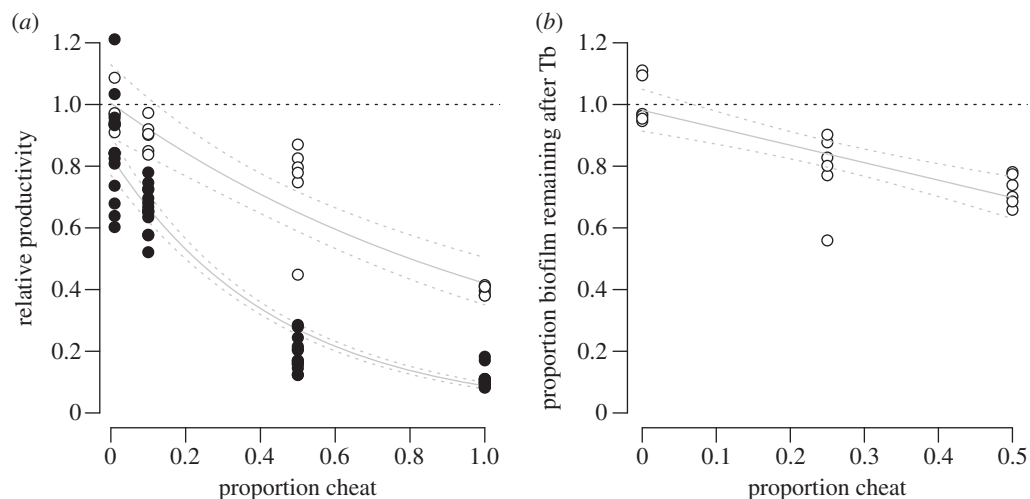 (a)
relative productivity
1.2
1.0
0.8
0.6
0.4
0.2
0
0 0.2 0.4 0.6 0.8 1.0
proportion cheat
(b)
proportion biofilm remaining after Tb
1.2
1.0
0.8
0.6
0.4
0.2
0
0 0.1 0.2 0.3 0.4 0.5
proportion cheat